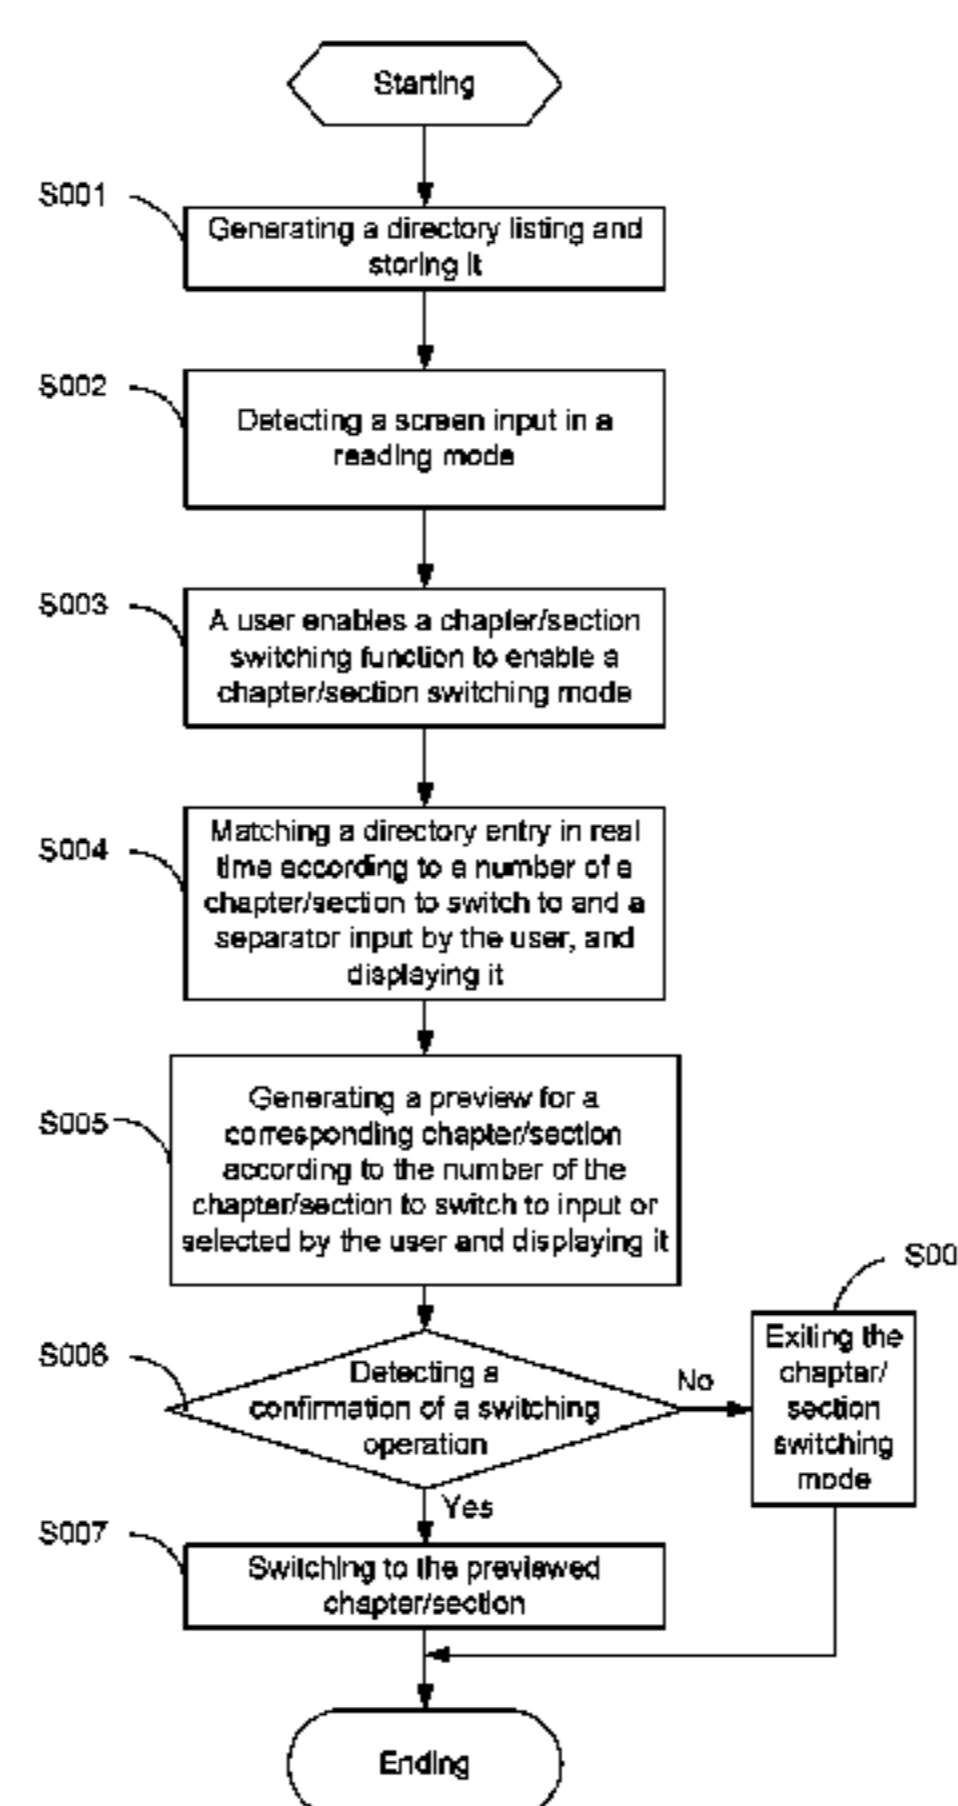 Starting
S001
Generating a directory listing and
storing it
S002
Detecting a screen input in a
reading mode
S003
A user enables a chapter/section
switching function to enable a
chapter/section switching mode
S004
Matching a directory entry in real
time according to a number of a
chapter/section to switch to and a
separator input by the user, and
displaying it
S005
Generating a preview for a
corresponding chapter/section
according to the number of the
chapter/section to switch to input or
selected by the user and displaying it
S006
Detecting a
confirmation of a switching
operation
No
S00
Exiting the
chapter/
section
switching
mode
Yes
S007
Switching to the previewed
chapter/section
Ending